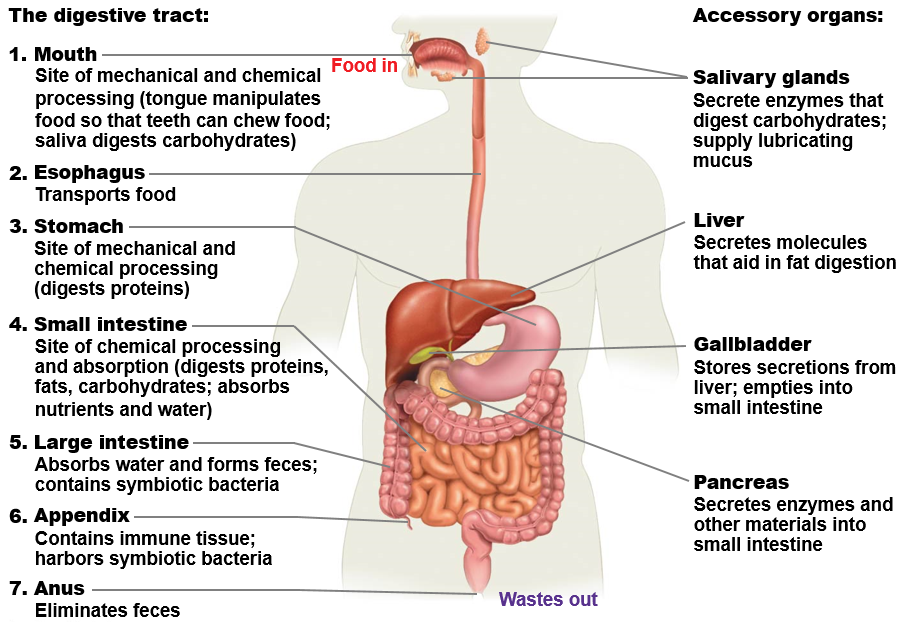 The digestive tract:
1. Mouth
Site of mechanical and chemical
processing (tongue manipulates
food so that teeth can chew food;
saliva digests carbohydrates)
2. Esophagus
Transports food
3. Stomach
Site of mechanical and
chemical processing
(digests proteins)
4. Small intestine
Site of chemical processing
and absorption (digests proteins,
fats, carbohydrates; absorbs
nutrients and water)
5. Large intestine
Absorbs water and forms feces;
contains symbiotic bacteria
6. Appendix
Contains immune tissue;
harbors symbiotic bacteria
7. Anus
Eliminates feces
Food in
Wastes out
Accessory organs:
Salivary glands
Secrete enzymes that
digest carbohydrates;
supply lubricating
mucus
Liver
Secretes molecules
that aid in fat digestion
Gallbladder
Stores secretions from
liver; empties into
small intestine
Pancreas
Secretes enzymes and
other materials into
small intestine